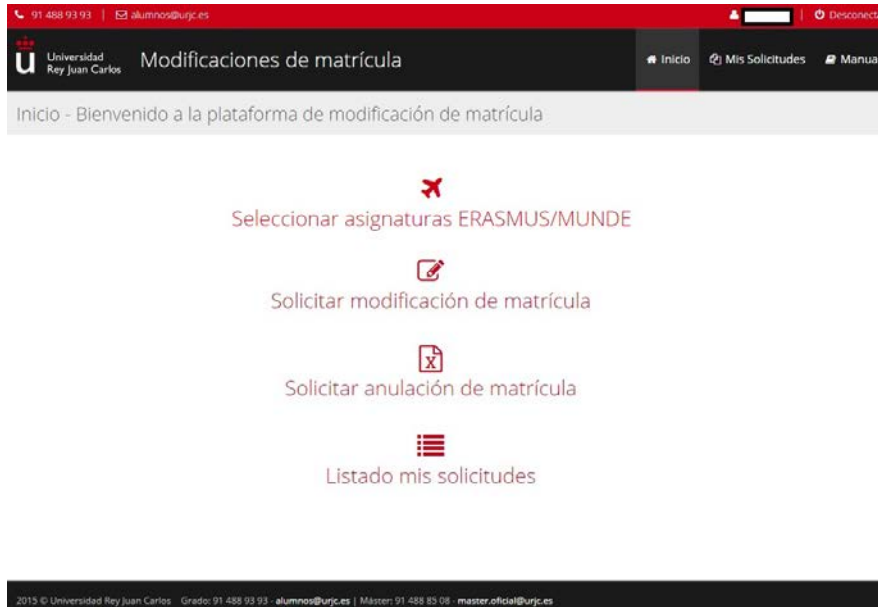 91 488 93 93 | alumnos@urjc.es | Desconecta
ü Universidad
Rey Juan Carlos
Modificaciones de matrícula
Inicio Mis Solicitudes Manua
Inicio - Bienvenido a la plataforma de modificación de matrícula
Seleccionar asignaturas ERASMUS/MUNDE
Solicitar modificación de matrícula
Solicitar anulación de matrícula
Listado mis solicitudes
2015 © Universidad Rey Juan Carlos Grado: 91 488 93 93 - alumnos@urjc.es | Máster: 91 488 85 08 - master.oficial@urjc.es